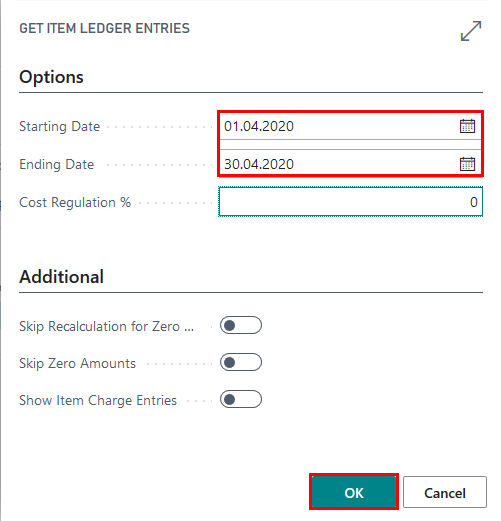 GET ITEM LEDGER ENTRIES
Options
Starting Date 01.04.2020
Ending Date 30.04.2020
Cost Regulation % 0
Additional
Skip Recalculation for Zero ...
Skip Zero Amounts
Show Item Charge Entries
OK Cancel